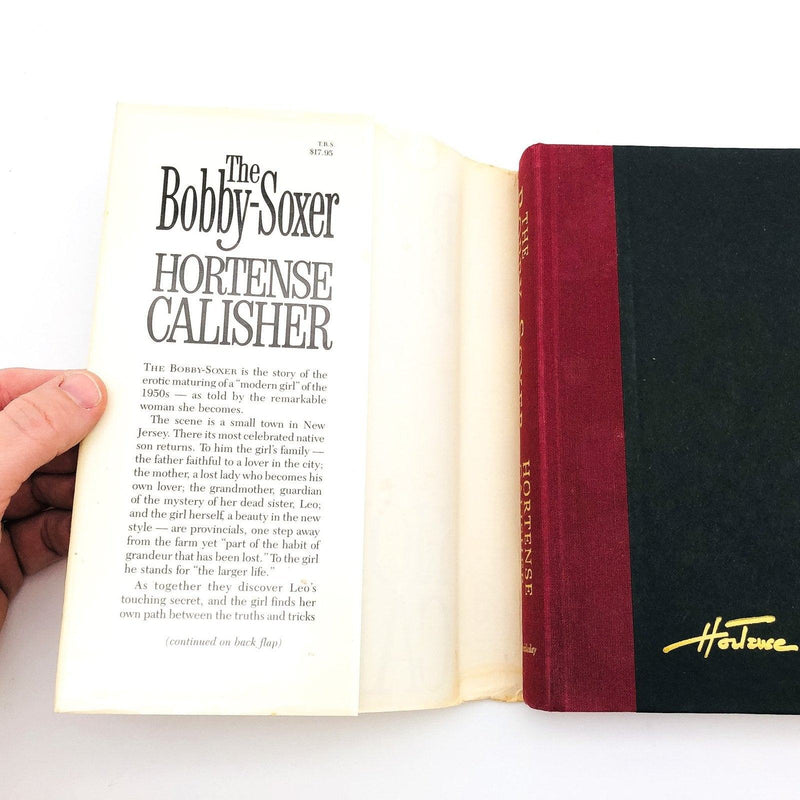 T.B.S
$17.95
The
Bobby-Soxer
HORTENSE
CALISHER
THE BOBBY-SOXER is the story of the
erotic maturing of a "modern girl" of the
1950s — as told by the remarkable
woman she becomes.
The scene is a small town in New
Jersey. There its most celebrated native
son returns. To him the girl's family —
the father faithful to a lover in the city;
the mother, a lost lady who becomes his
own lover; the grandmother, guardian
of the mystery of her dead sister, Leo;
and the girl herself, a beauty in the new
style — are provincials, one step away
from the farm yet "part of the habit of
grandeur that has been lost." To the girl
he stands for "the larger life."
As together they discover Leo's
touching secret, and the girl finds her
own path between the truths and tricks
(continued on back flap)
THE
BOBBY-SOXER
HORTENSE
Hortense